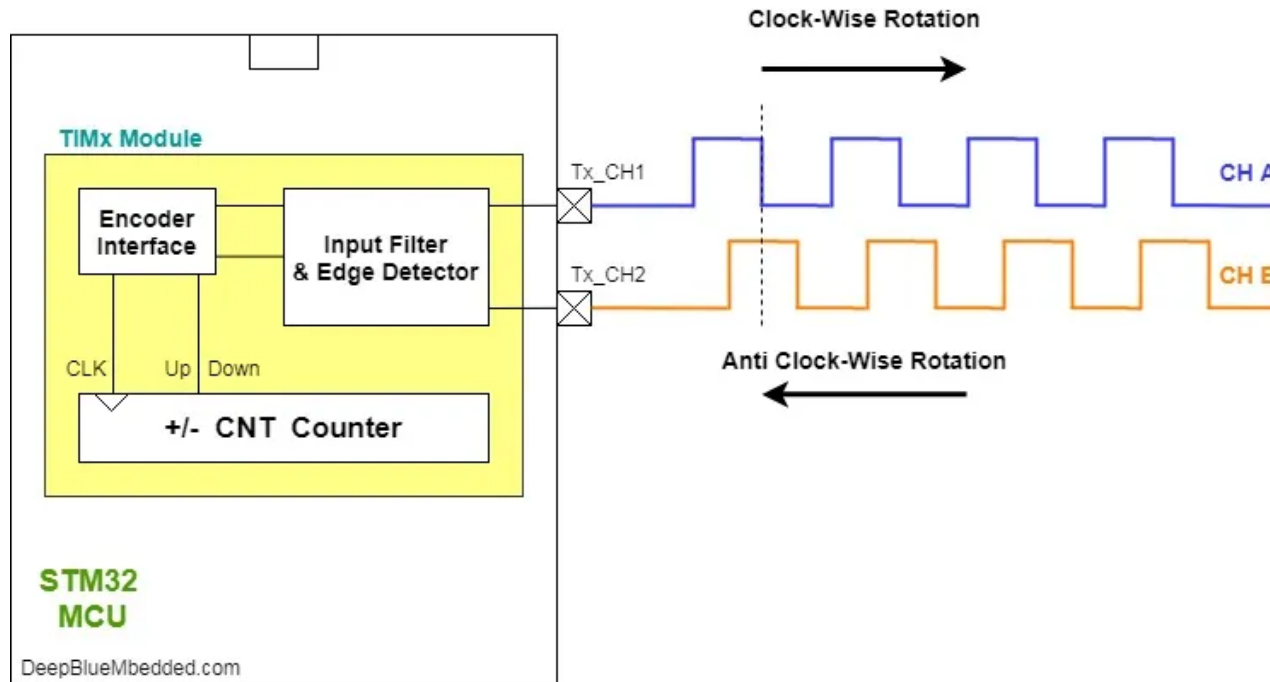 Clock-Wise Rotation
TIMx Module
Tx_CH1
CH A
Encoder
Interface
Input Filter
& Edge Detector
Tx_CH2
CH
Anti Clock-Wise Rotation
CLK
Up
Down
+/- CNT Counter
STM32
MCU
DeepBlueMbedded.com